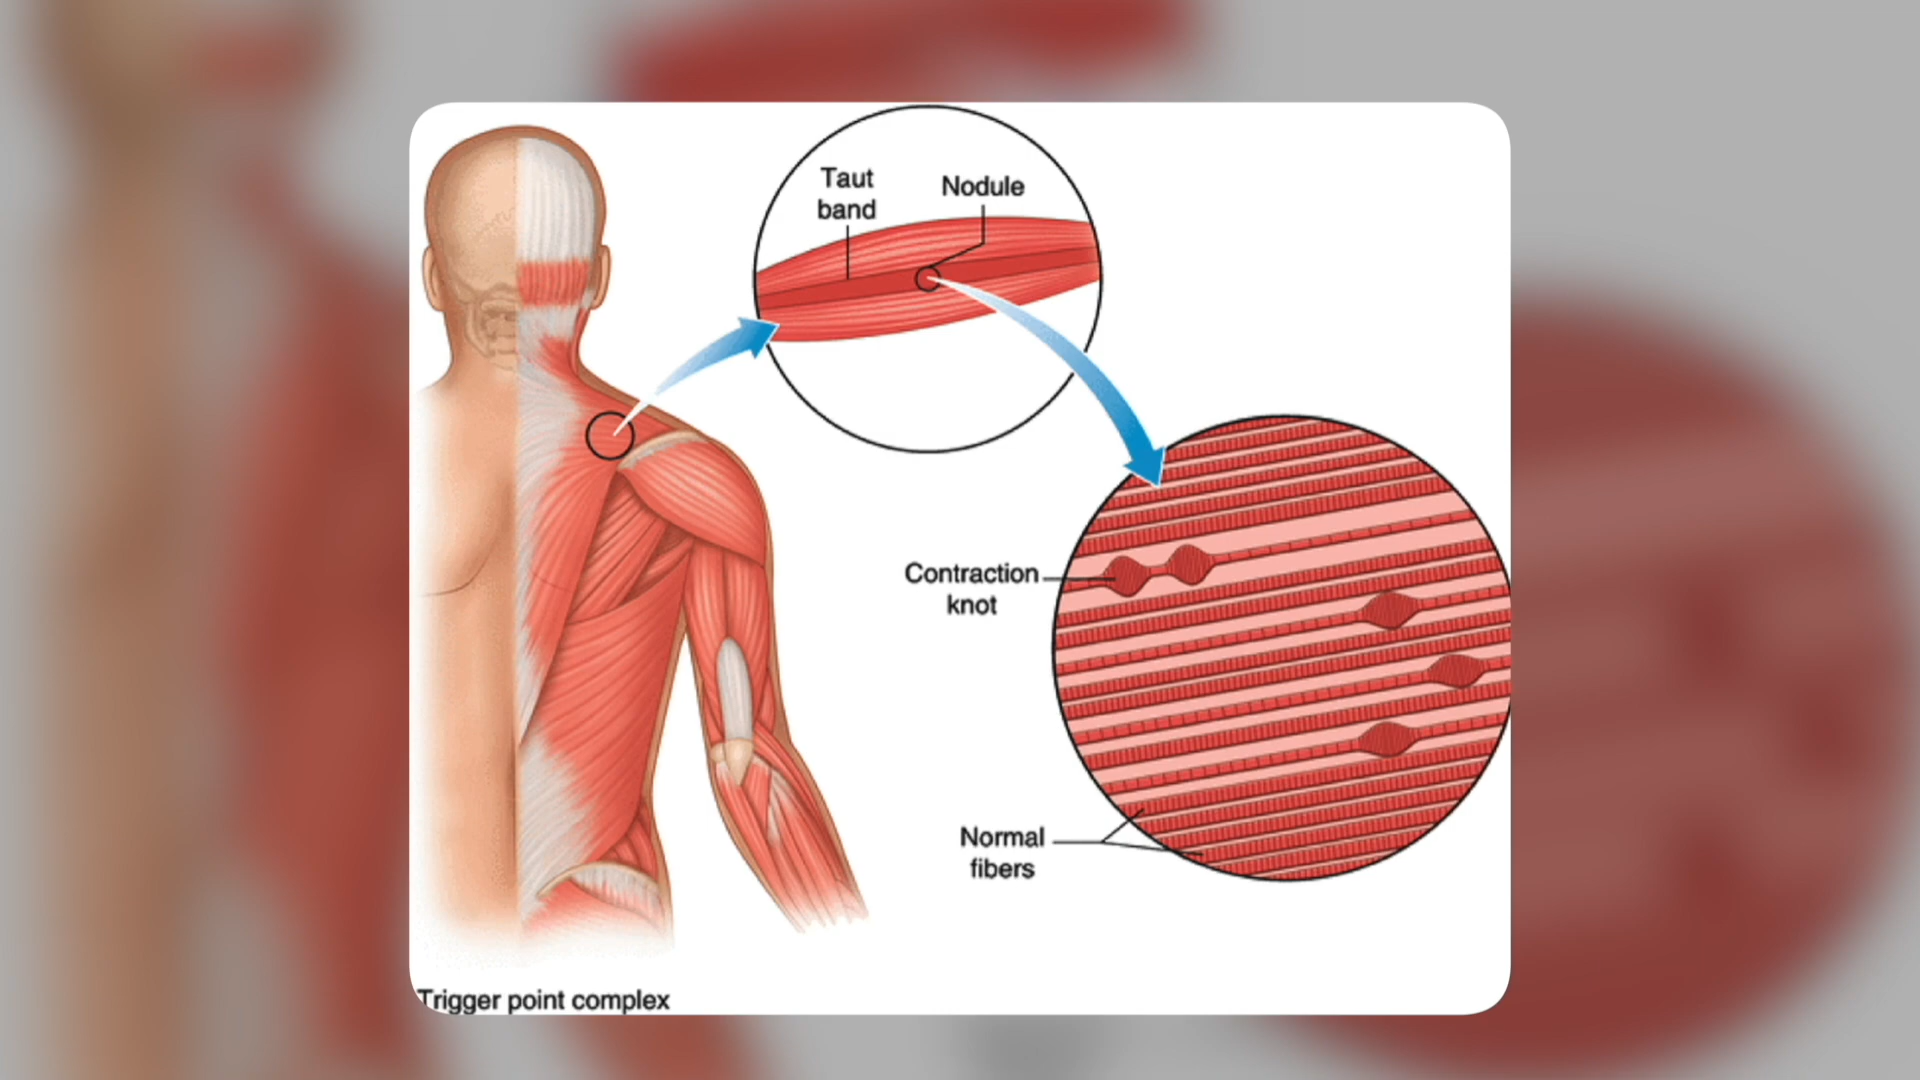 Taut
band
Nodule
Contraction
knot
Normal
fibers
Trigger point complex